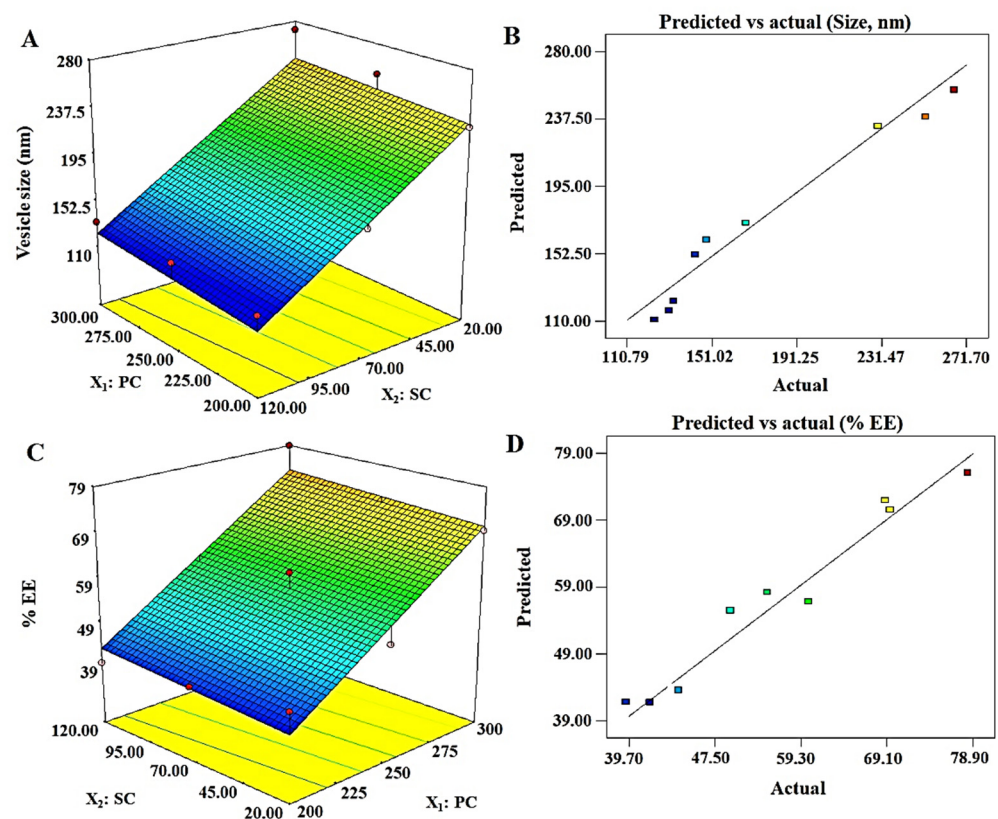 A
Vesicle size (nm)
280
237.5
195
152.5
110
300.00
275.00
250.00
225.00
200.00
X₁: PC
120.00
95.00
70.00
45.00
20.00
X₂: SC
B
Predicted vs actual (Size, nm)
Predicted
280.00
237.50
195.00
152.50
110.00
110.79 151.02 191.25 231.47 271.70
Actual
C
% EE
79
69
59
49
39
120.00
95.00
70.00
45.00
20.00
X₂: SC
200
225
250
275
300
X₁: PC
D
Predicted vs actual (% EE)
Predicted
79.00
69.00
59.00
49.00
39.00
39.70 47.50 59.30 69.10 78.90
Actual